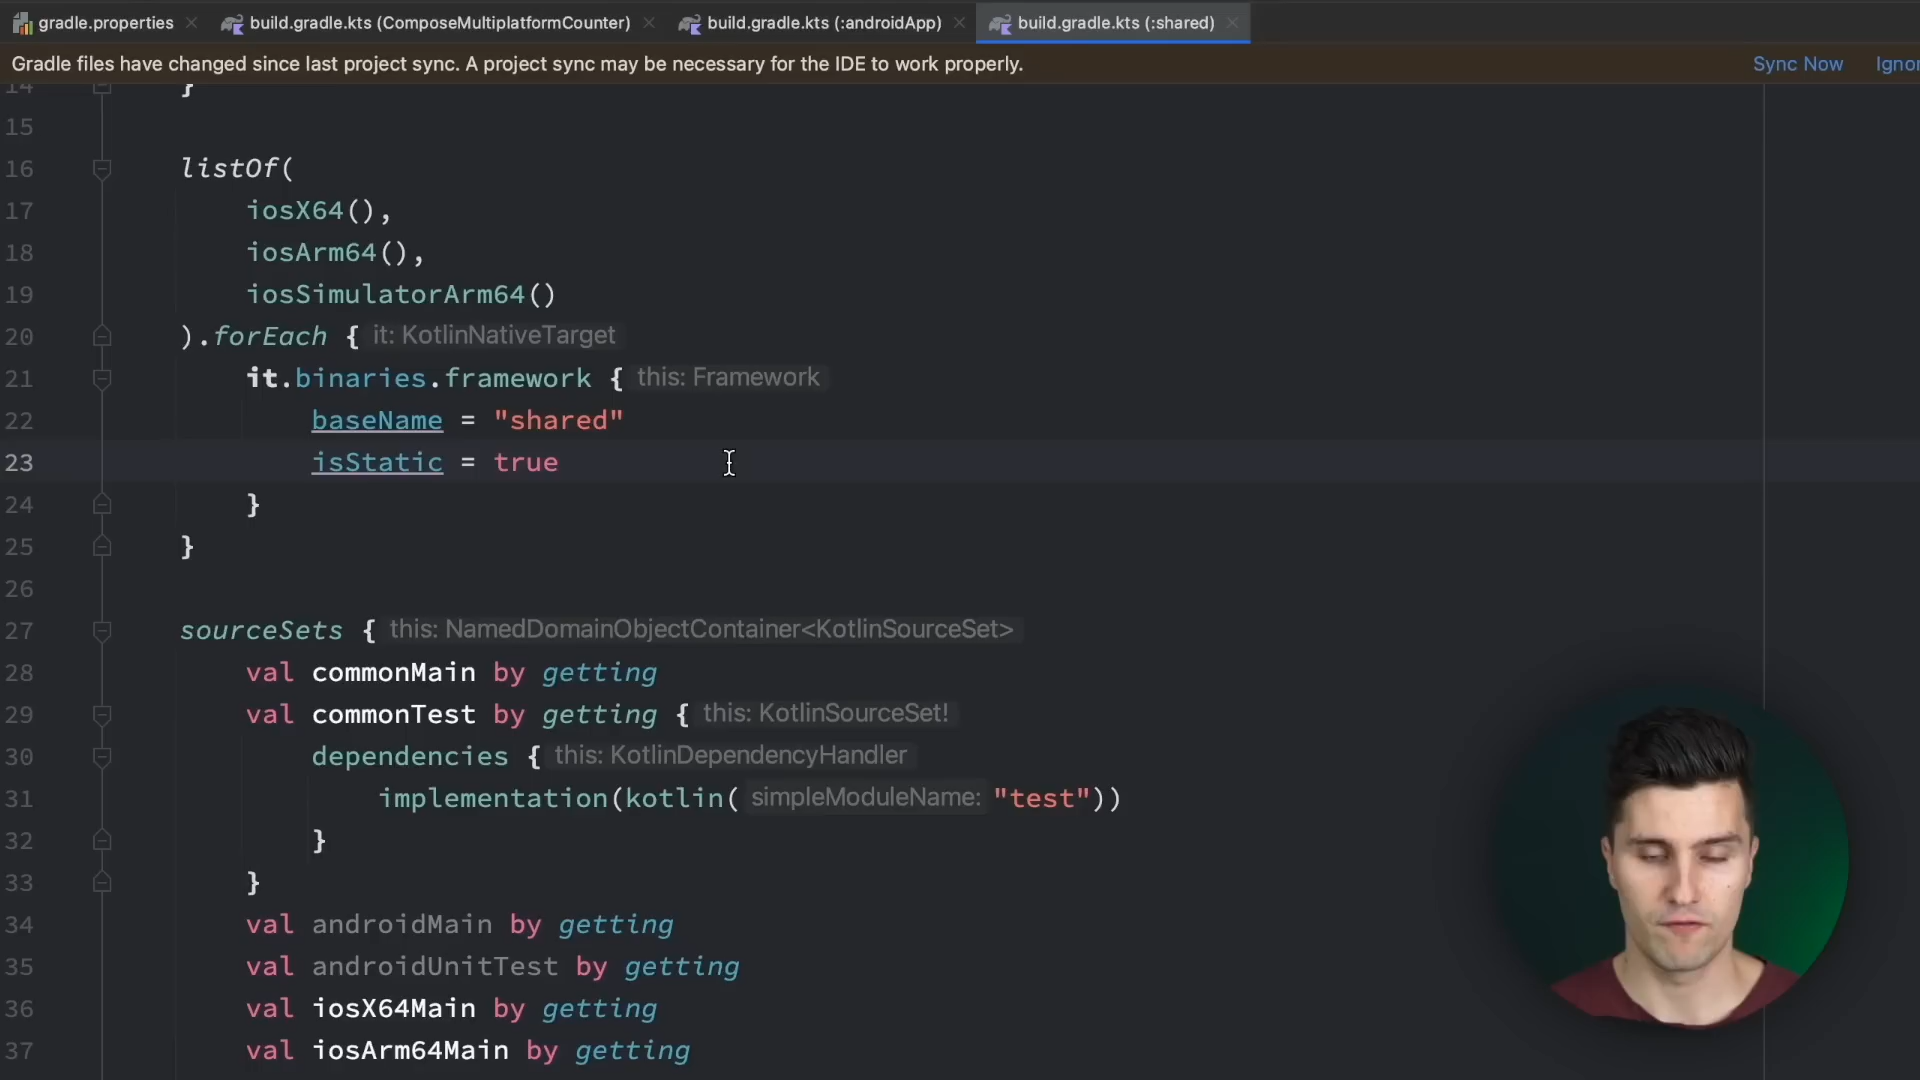 gradle.properties
build.gradle.kts (ComposeMultiplatformCounter)
build.gradle.kts (:androidApp)
build.gradle.kts (:shared)
Gradle files have changed since last project sync. A project sync may be necessary for the IDE to work properly.
Sync Now
Ignor
14 }
15
16 listOf(
17 iosX64(),
18 iosArm64(),
19 iosSimulatorArm64()
20 ).forEach { it: KotlinNativeTarget
21 it.binaries.framework { this: Framework
22 baseName = "shared"
23 isStatic = true
24 }
25 }
26
27 sourceSets { this: NamedDomainObjectContainer<KotlinSourceSet>
28 val commonMain by getting
29 val commonTest by getting { this: KotlinSourceSet!
30 dependencies { this: KotlinDependencyHandler
31 implementation(kotlin( simpleModuleName: "test"))
32 }
33 }
34 val androidMain by getting
35 val androidUnitTest by getting
36 val iosX64Main by getting
37 val iosArm64Main by getting